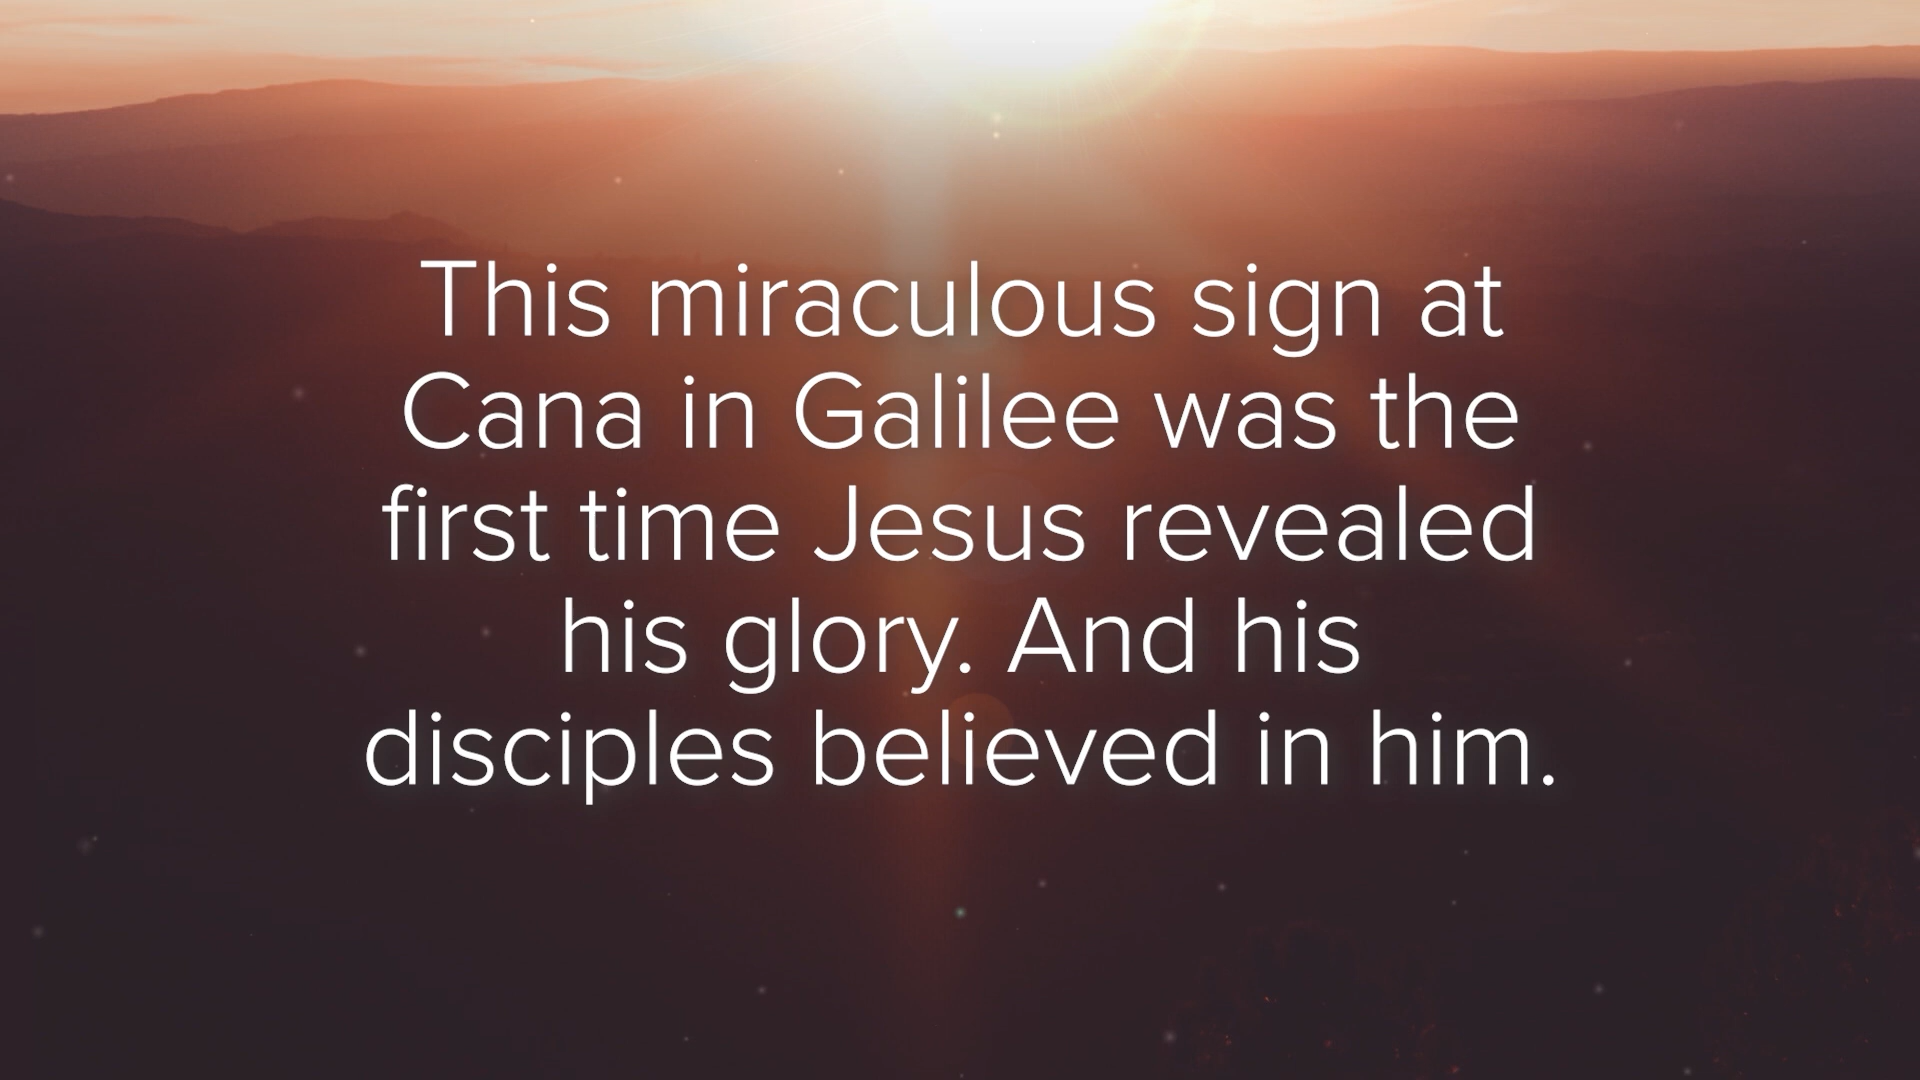 This miraculous sign at
Cana in Galilee was the
first time Jesus revealed
his glory. And his
disciples believed in him.